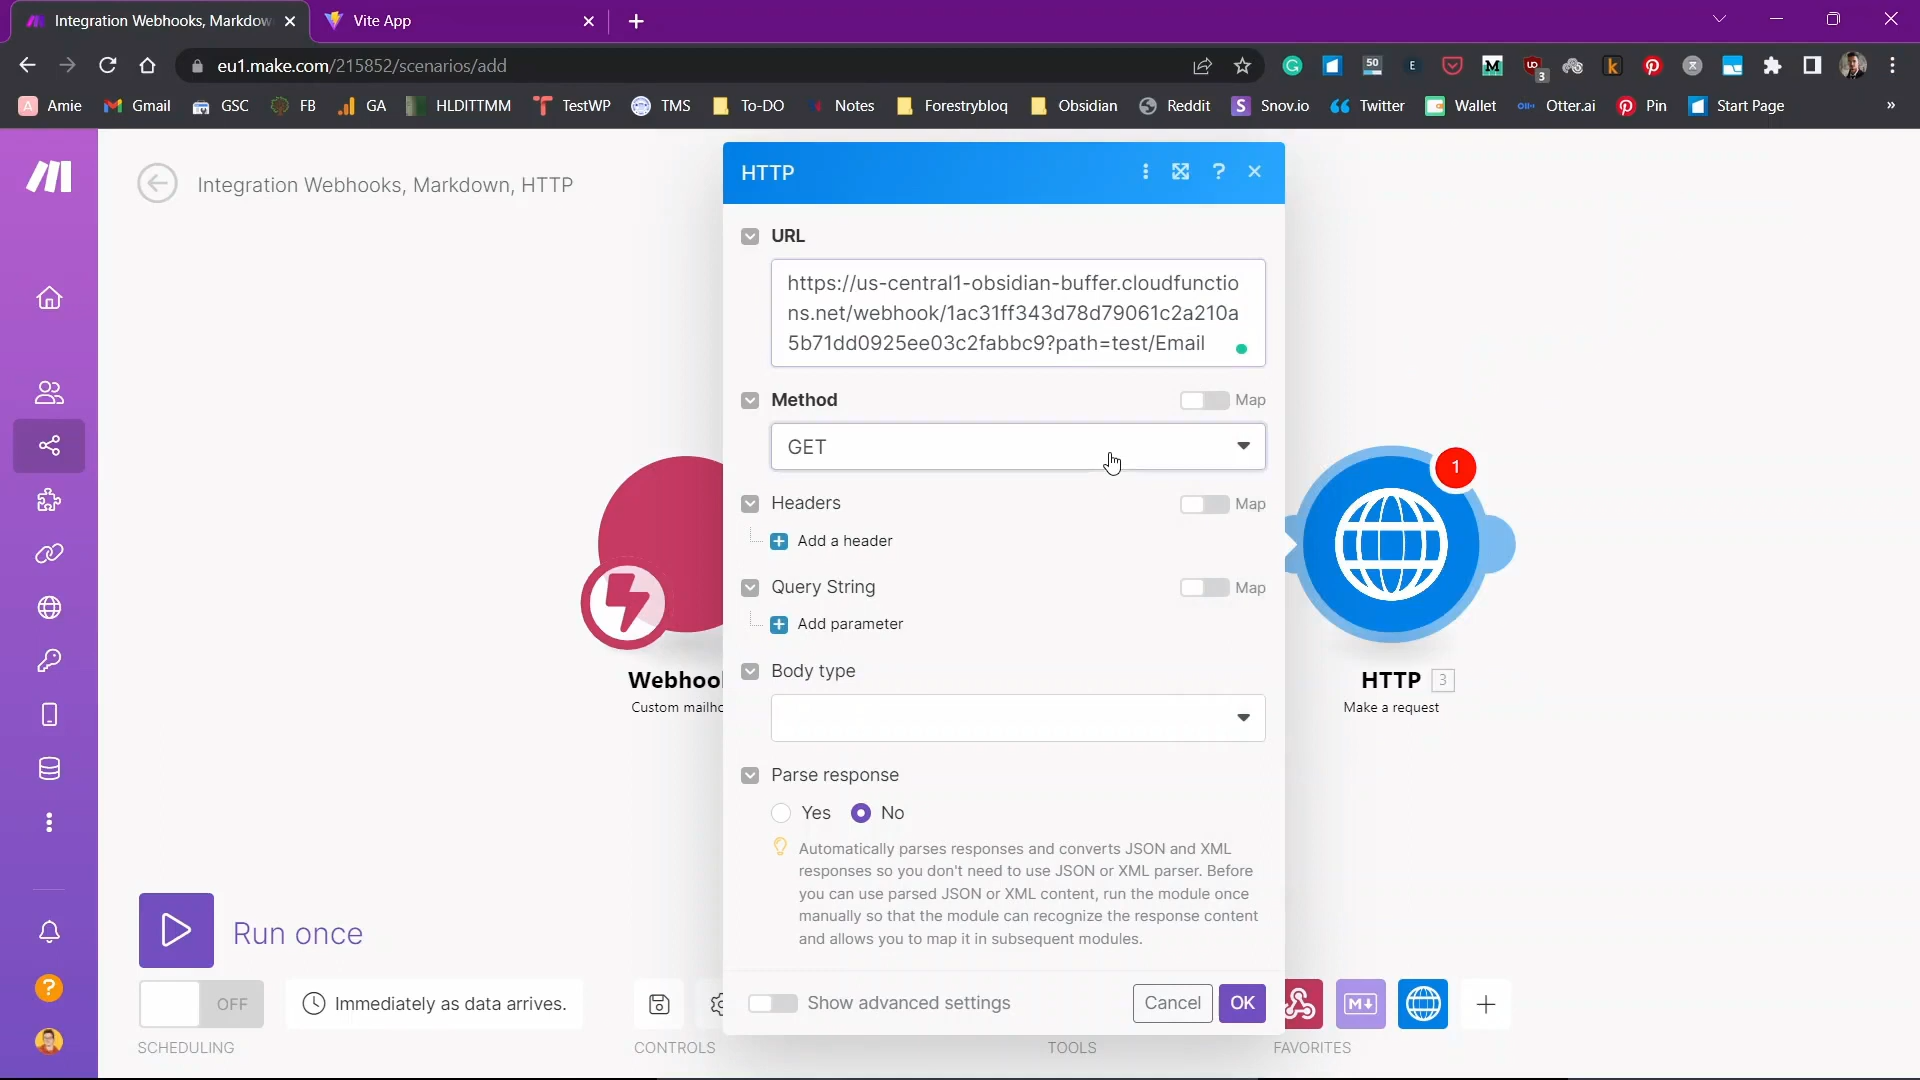 Integration Webhooks, Markdow
Vite App
eu1.make.com/215852/scenarios/add
50
E
M
UD
3
k
A Amie
Gmail
GSC
FB
GA
HLDITTMM
TestWP
TMS
To-DO
Notes
Forestrybloq
Obsidian
Reddit
S Snov.io
Twitter
Wallet
Otter.ai
Pin
Start Page
»
Integration Webhooks, Markdown, HTTP
HTTP
?
URL
https://us-central1-obsidian-buffer.cloudfunctio
ns.net/webhook/1ac31ff343d78d79061c2a210a
5b71dd0925ee03c2fabbc9?path=test/Email
Method
Map
GET
Headers
Map
Add a header
Query String
Map
Add parameter
Body type
Parse response
Yes
No
Automatically parses responses and converts JSON and XML
responses so you don't need to use JSON or XML parser. Before
you can use parsed JSON or XML content, run the module once
manually so that the module can recognize the response content
and allows you to map it in subsequent modules.
Show advanced settings
Cancel
OK
Webhoo
Custom mailho
1
HTTP 3
Make a request
Run once
OFF
Immediately as data arrives.
M
?
SCHEDULING
CONTROLS
TOOLS
FAVORITES